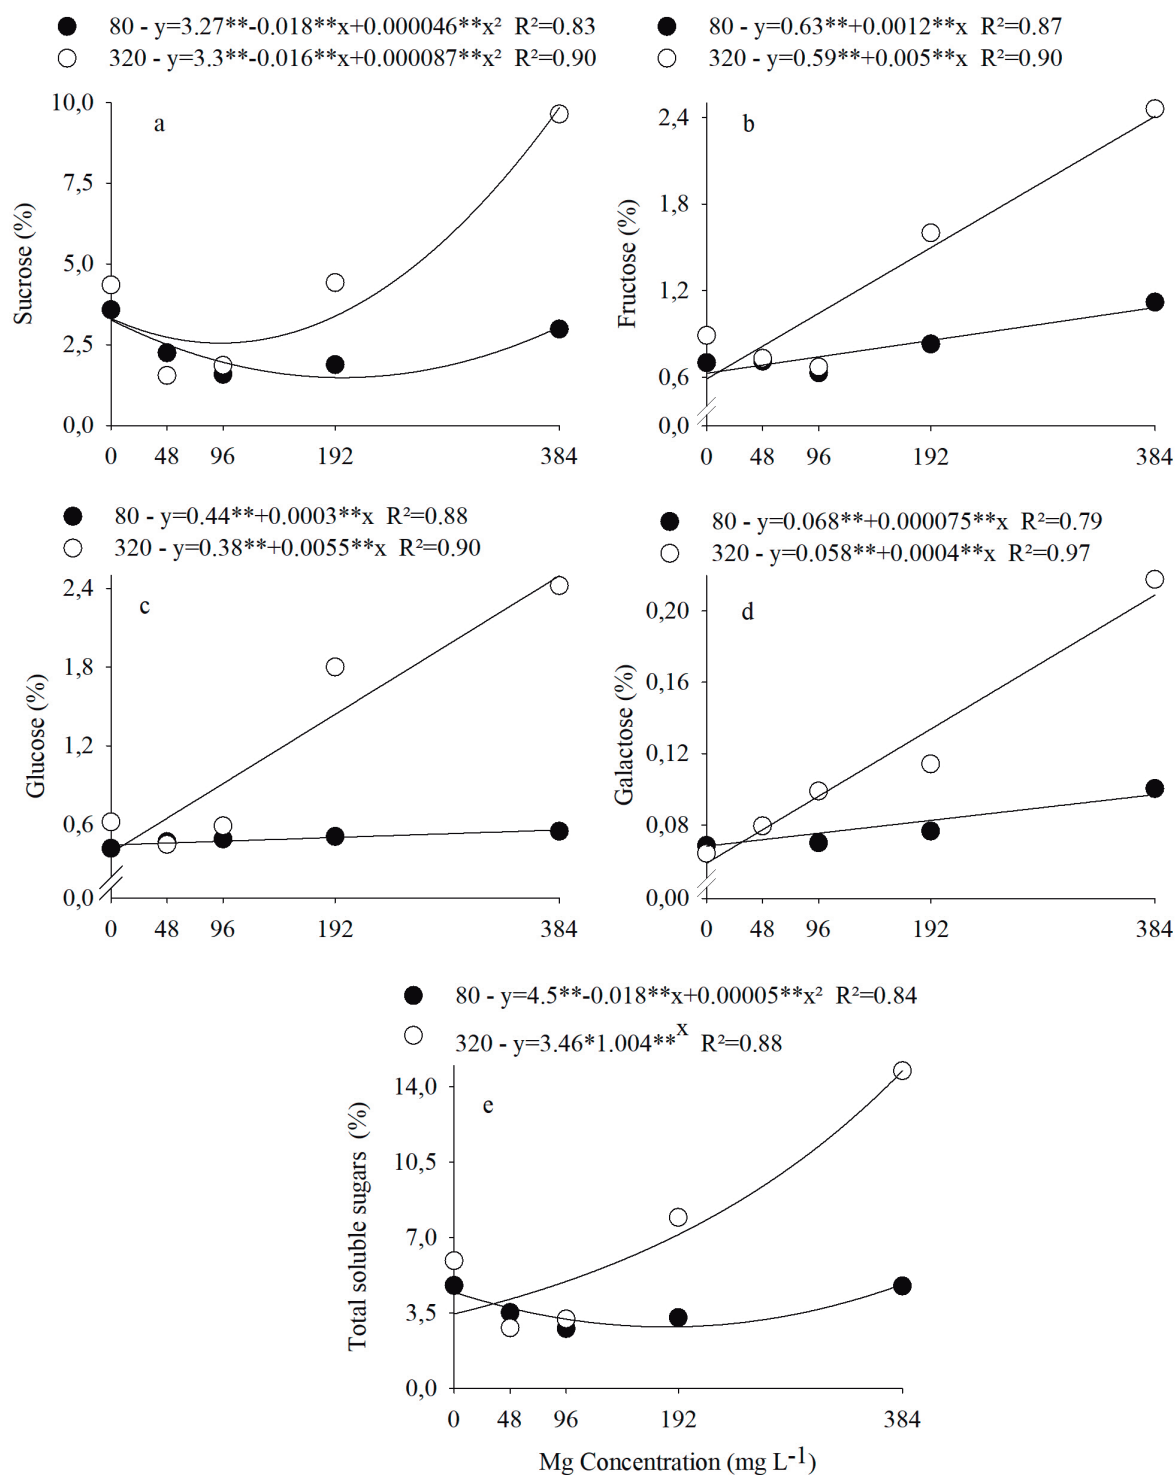 80 - y=3.27**-0.018**x+0.000046**x² R²=0.83
320 - y=3.3**-0.016**x+0.000087**x² R²=0.90
10,0
a
7,5
5,0
2,5
0,0
Sucrose (%)
0 48 96 192 384
80 - y=0.63**+0.0012**x R²=0.87
320 - y=0.59**+0.005**x R²=0.90
2,4
b
1,8
1,2
0,6
0,0
Fructose (%)
0 48 96 192 384
80 - y=0.44**+0.0003**x R²=0.88
320 - y=0.38**+0.0055**x R²=0.90
2,4
c
1,8
1,2
0,6
0,0
Glucose (%)
0 48 96 192 384
80 - y=0.068**+0.000075**x R²=0.79
320 - y=0.058**+0.0004**x R²=0.97
0,20
d
0,16
0,12
0,08
0,00
Galactose (%)
0 48 96 192 384
80 - y=4.5**-0.018**x+0.00005**x² R²=0.84
320 - y=3.46*1.004**^x R²=0.88
14,0
e
10,5
7,0
3,5
0,0
Total soluble sugars (%)
0 48 96 192 384
Mg Concentration (mg L⁻¹)